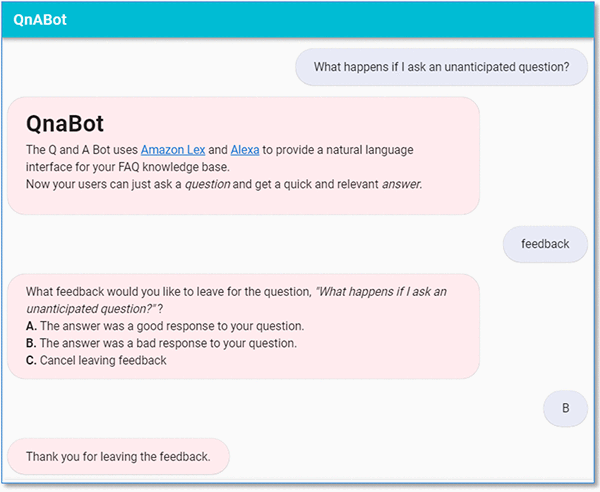 QnABot
What happens if I ask an unanticipated question?
QnaBot
The Q and A Bot uses Amazon Lex and Alexa to provide a natural language
interface for your FAQ knowledge base.
Now your users can just ask a question and get a quick and relevant answer.
feedback
What feedback would you like to leave for the question, "What happens if I ask an
unanticipated question?" ?
A. The answer was a good response to your question.
B. The answer was a bad response to your question.
C. Cancel leaving feedback
B
Thank you for leaving the feedback.